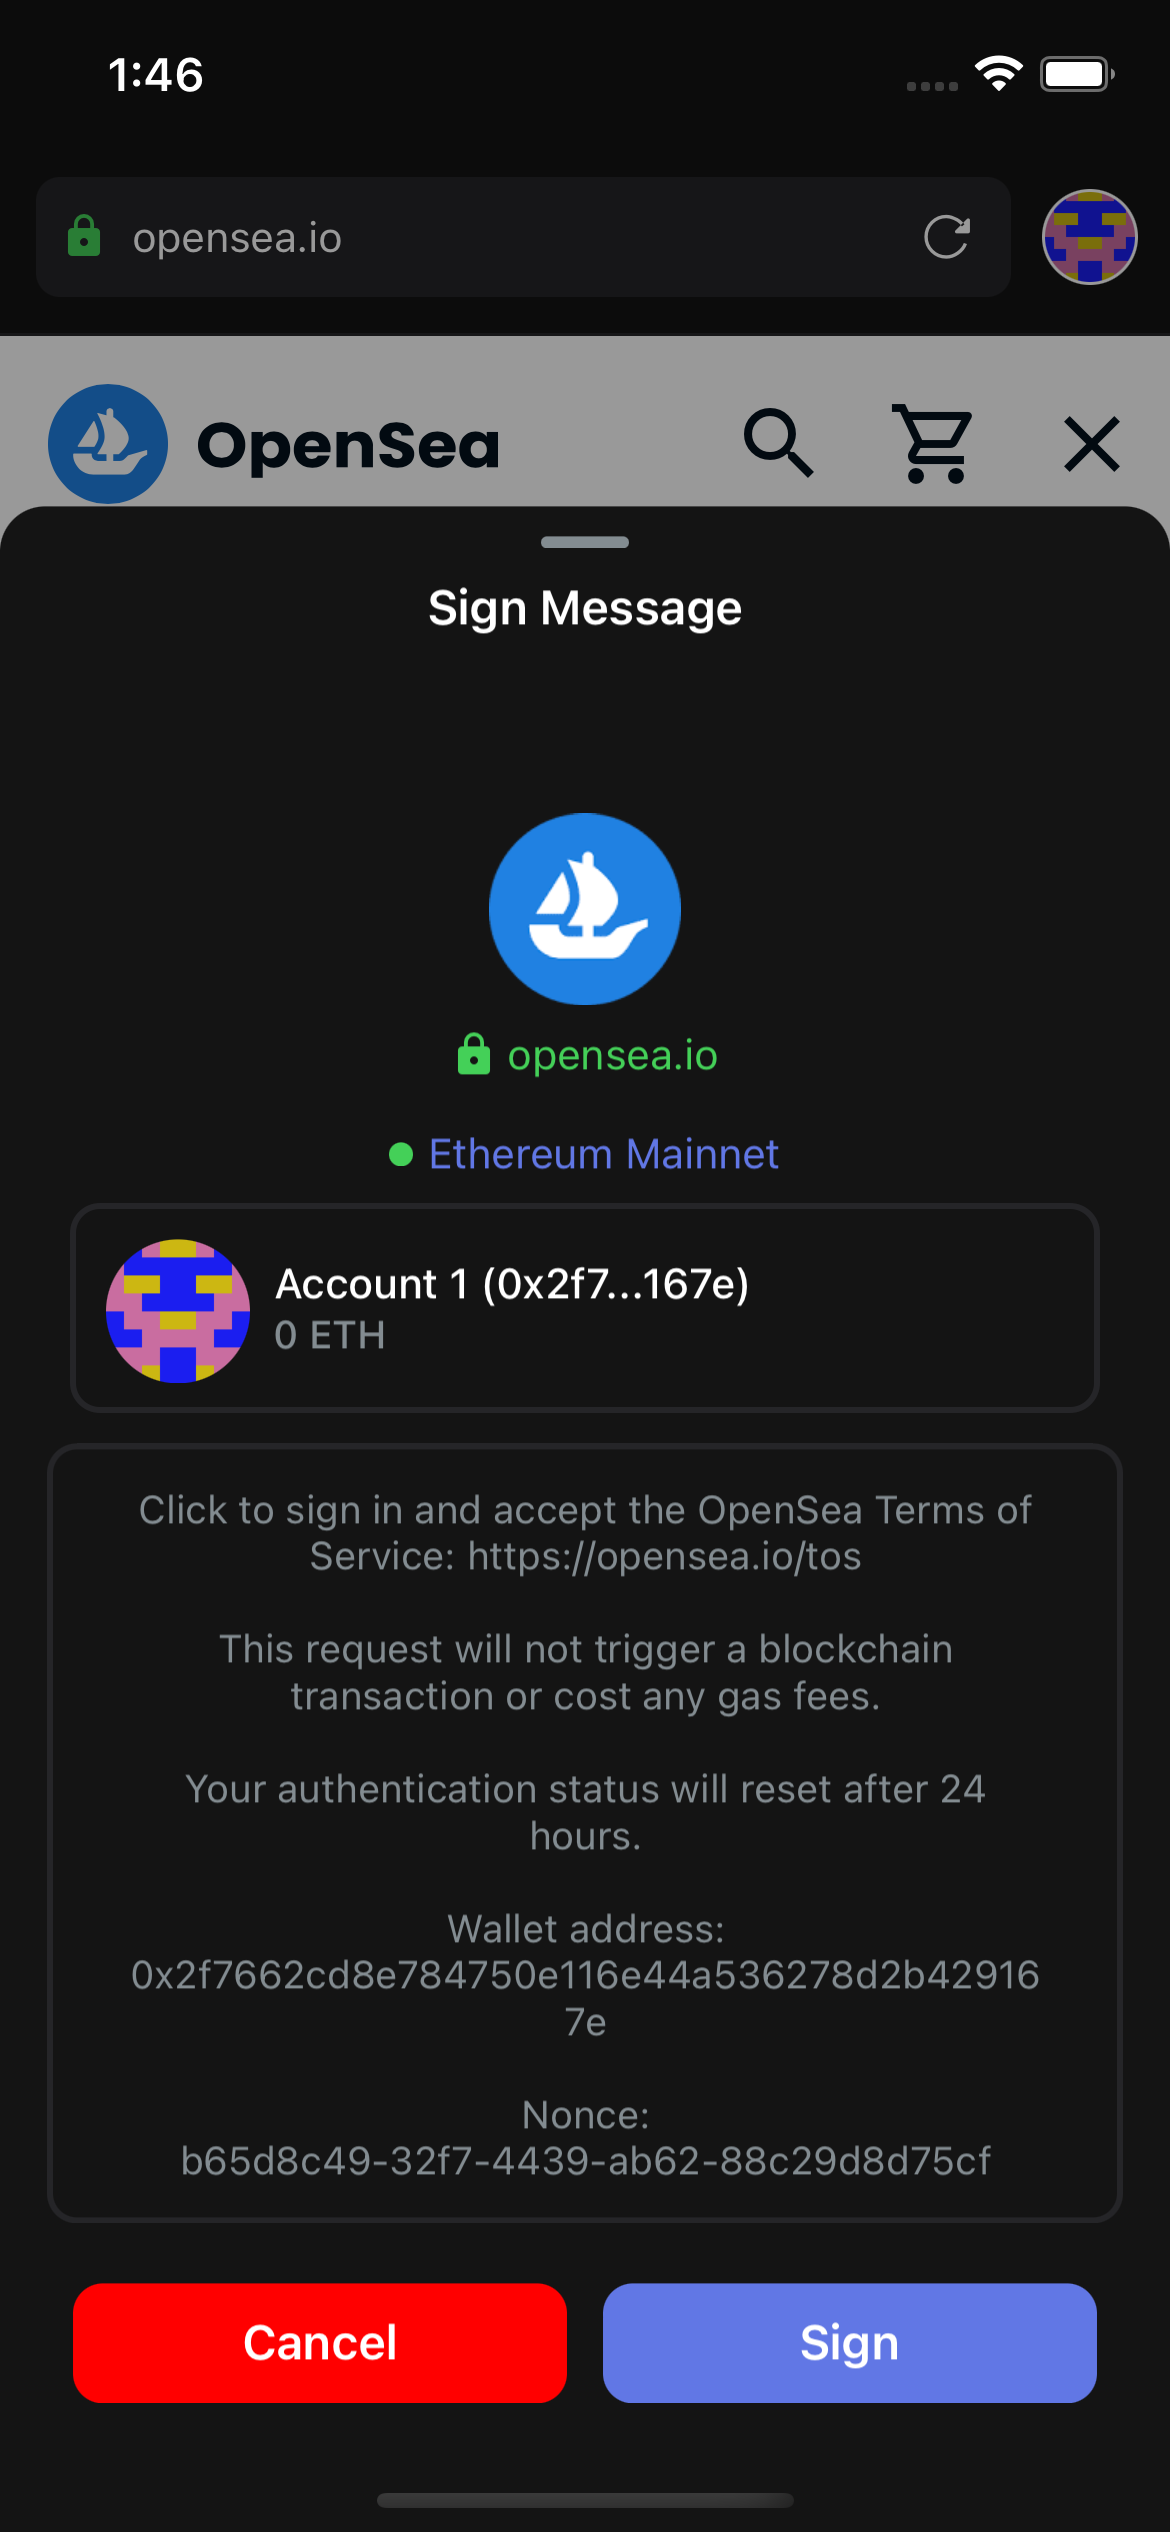 1:46
opensea.io
OpenSea
Sign Message
opensea.io
Ethereum Mainnet
Account 1 (0x2f7...167e)
0 ETH
Click to sign in and accept the OpenSea Terms of
Service: https://opensea.io/tos
This request will not trigger a blockchain
transaction or cost any gas fees.
Your authentication status will reset after 24
hours.
Wallet address:
0x2f7662cd8e784750e116e44a536278d2b42916
7e
Nonce:
b65d8c49-32f7-4439-ab62-88c29d8d75cf
Cancel
Sign